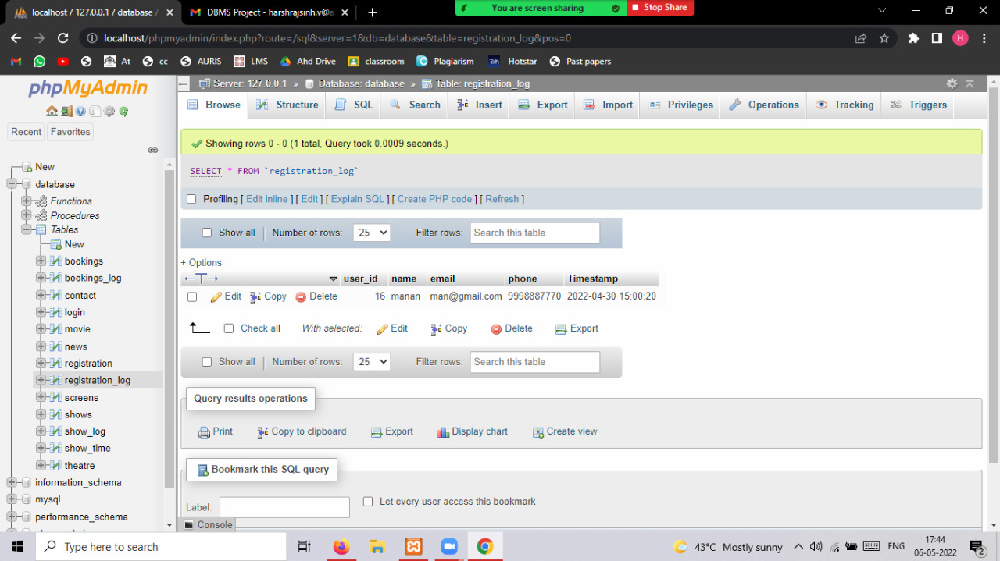 localhost / 127.0.0.1 / database / DBMS Project - harshrajsinh.v@a
You are screen sharing Stop Share
localhost/phpmyadmin/index.php?route=/sql&server=1&db=database&table=registration_log&pos=0 H
At cc AURIS LMS Ahd Drive classroom Plagiarism Hotstar Past papers
phpMyAdmin
Recent Favorites
New
database
Functions
Procedures
Tables
New
bookings
bookings_log
contact
login
movie
news
registration
registration_log
screens
shows
show_log
show_time
theatre
information_schema
mysql
performance_schema
Server: 127.0.0.1 » Database: database » Table: registration_log
Browse Structure SQL Search Insert Export Import Privileges Operations Tracking Triggers
Showing rows 0 - 0 (1 total, Query took 0.0009 seconds.)
SELECT * FROM `registration_log`
Profiling [ Edit inline ] [ Edit ] [ Explain SQL ] [ Create PHP code ] [ Refresh ]
Show all Number of rows: 25 Filter rows: Search this table
+ Options
user_id name email phone Timestamp
Edit Copy Delete 16 manan man@gmail.com 9998887770 2022-04-30 15:00:20
Check all With selected: Edit Copy Delete Export
Show all Number of rows: 25 Filter rows: Search this table
Query results operations
Print Copy to clipboard Export Display chart Create view
Bookmark this SQL query
Label: Let every user access this bookmark
Console
Type here to search 43°C Mostly sunny ENG 17:44
06-05-2022 2